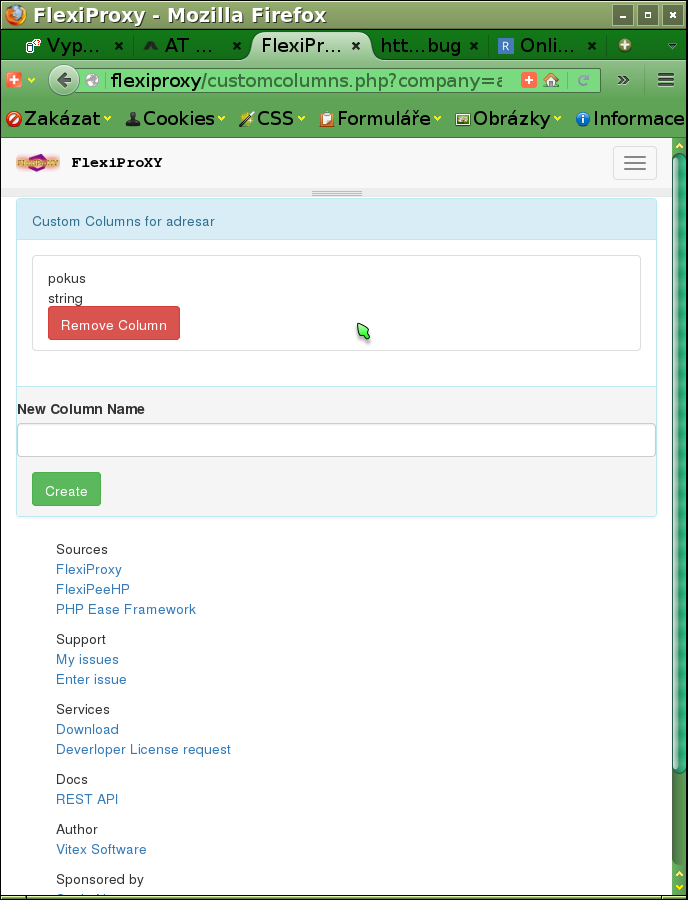 FlexiProxy - Mozilla Firefox
Vyp... AT ... FlexiPr... htt...bug Onli...
flexiproxy/customcolumns.php?company=a
Zakázat Cookies CSS Formuláře Obrázky Informace
FlexiProXY
Custom Columns for adresar
pokus
string
Remove Column
New Column Name
Create
Sources
FlexiProxy
FlexiPeeHP
PHP Ease Framework
Support
My issues
Enter issue
Services
Download
Deverloper License request
Docs
REST API
Author
Vitex Software
Sponsored by